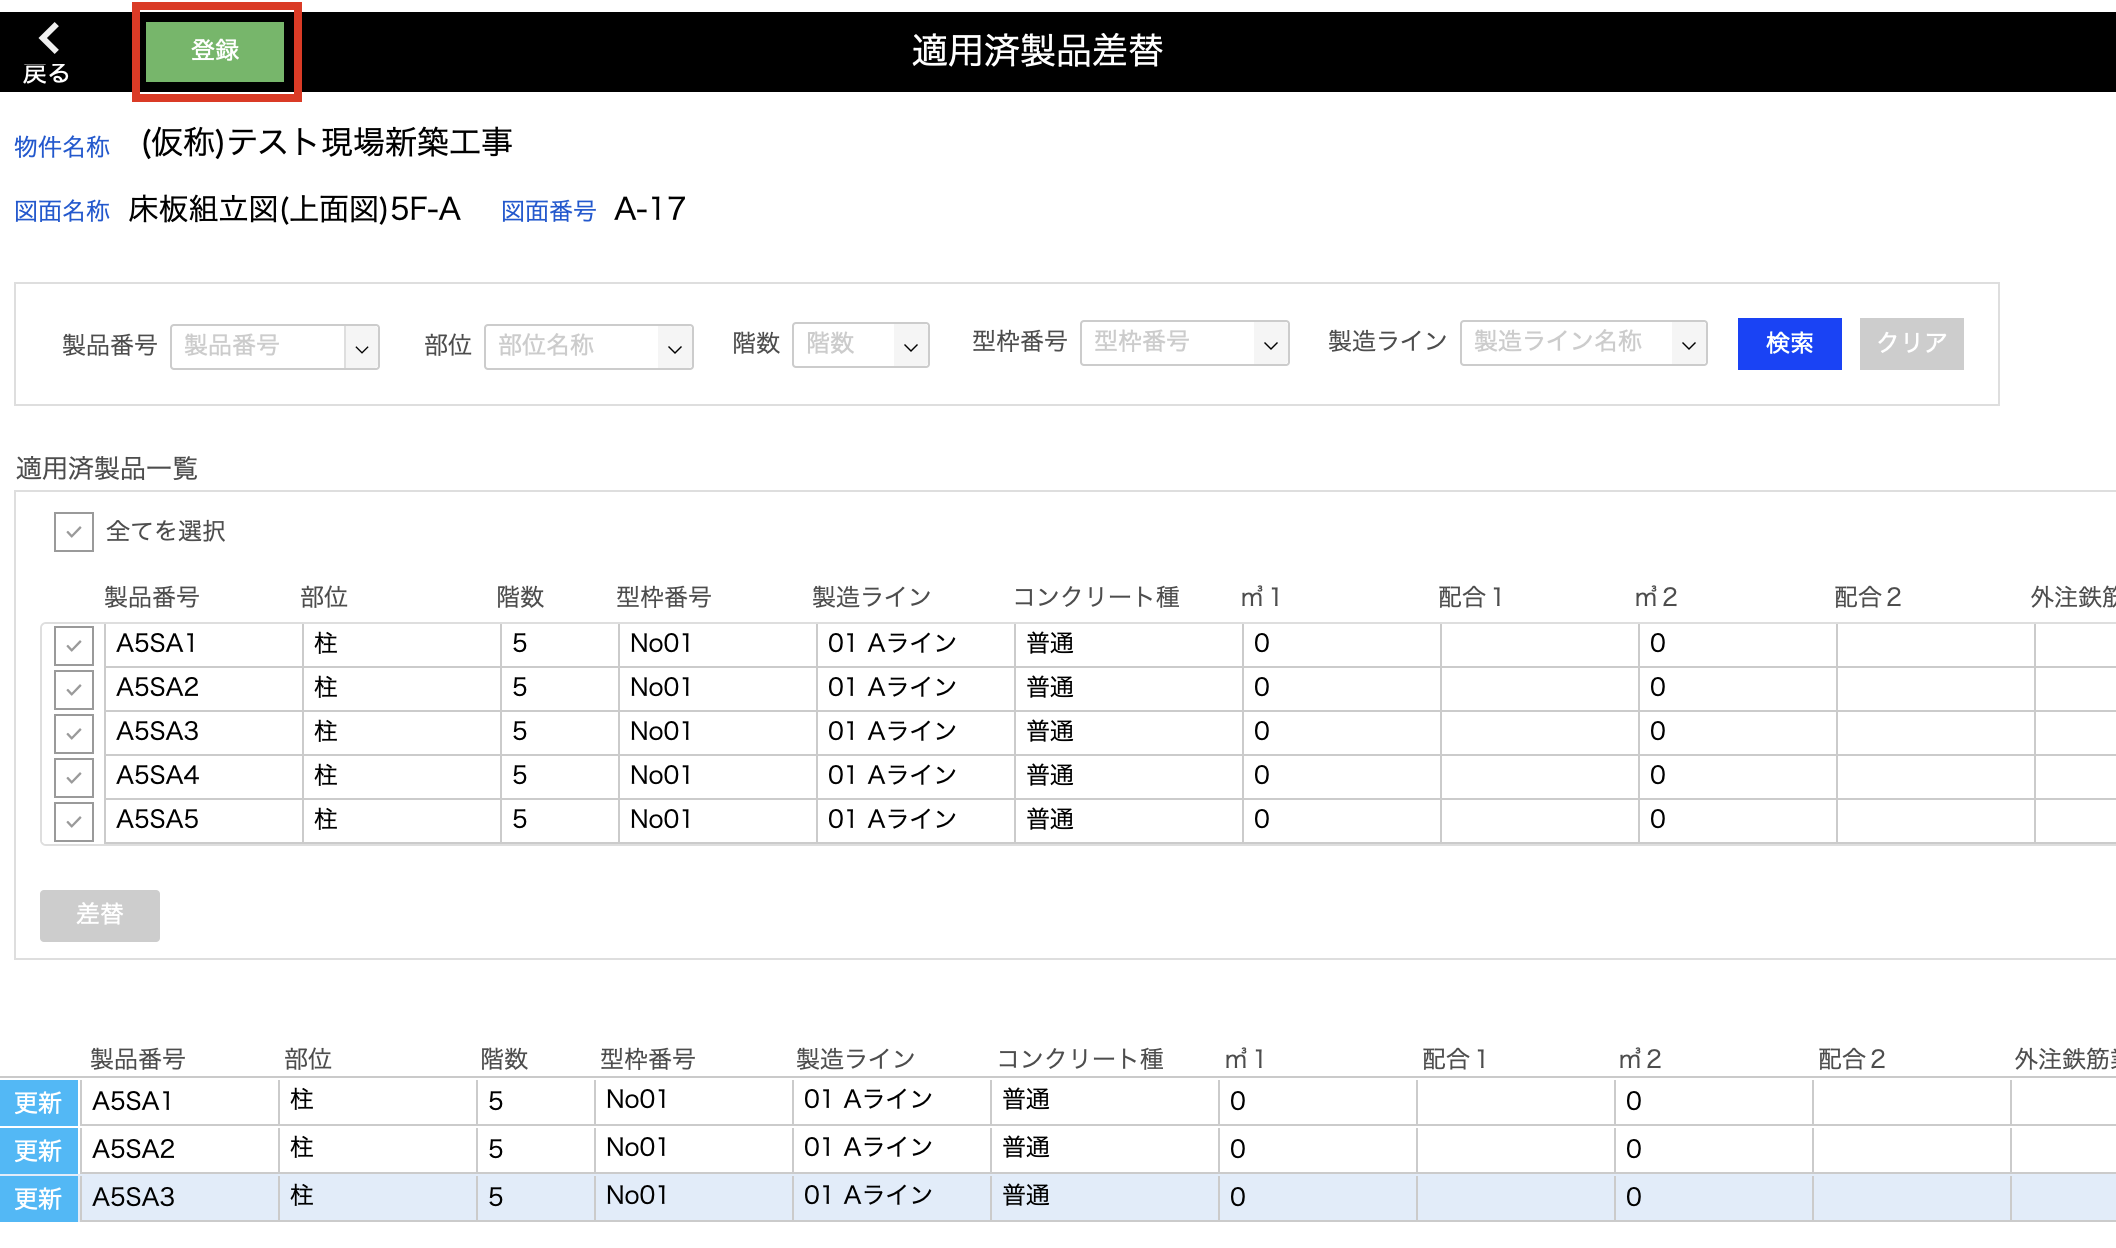 戻る 登録 適用済製品差替
物件名称 (仮称)テスト現場新築工事
図面名称 床板組立図(上面図)5F-A 図面番号 A-17
製品番号 製品番号 部位 部位名称 階数 階数 型枠番号 型枠番号 製造ライン 製造ライン名称 検索 クリア
適用済製品一覧
全てを選択
製品番号 部位 階数 型枠番号 製造ライン コンクリート種 ㎥1 配合1 ㎥2 配合2 外注鉄筋
A5SA1 柱 5 No01 01 Aライン 普通 0 0
A5SA2 柱 5 No01 01 Aライン 普通 0 0
A5SA3 柱 5 No01 01 Aライン 普通 0 0
A5SA4 柱 5 No01 01 Aライン 普通 0 0
A5SA5 柱 5 No01 01 Aライン 普通 0 0
差替
製品番号 部位 階数 型枠番号 製造ライン コンクリート種 ㎥1 配合1 ㎥2 配合2 外注鉄筋
更新 A5SA1 柱 5 No01 01 Aライン 普通 0 0
更新 A5SA2 柱 5 No01 01 Aライン 普通 0 0
更新 A5SA3 柱 5 No01 01 Aライン 普通 0 0